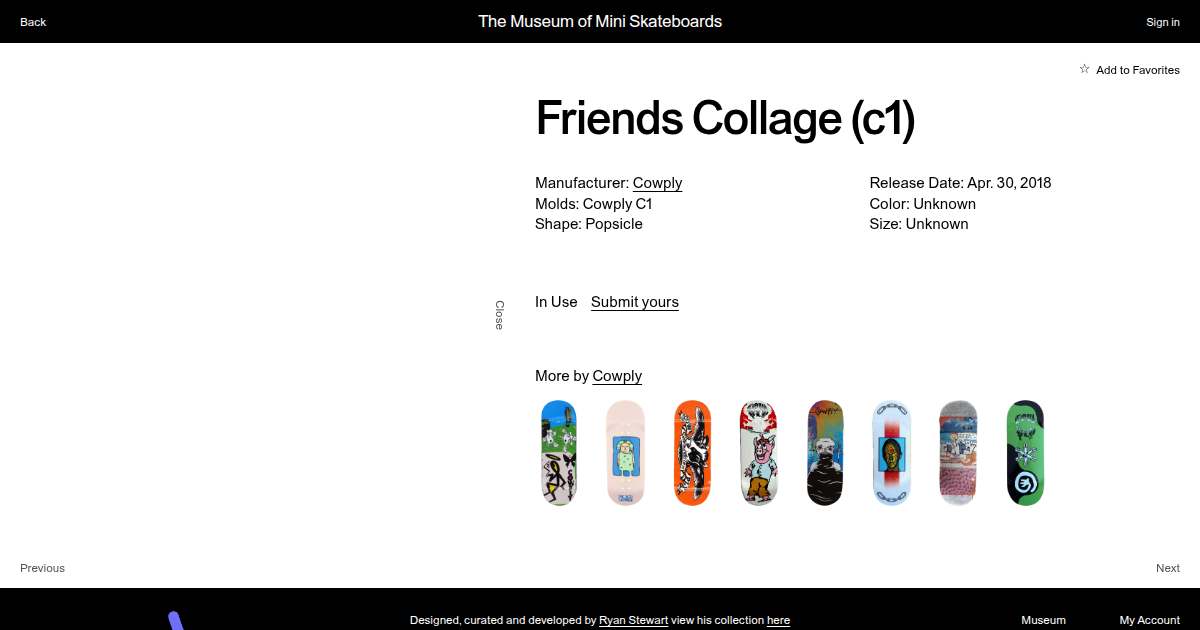 Back
The Museum of Mini Skateboards
Sign in
☆ Add to Favorites
Friends Collage (c1)
Manufacturer: Cowply
Molds: Cowply C1
Shape: Popsicle
Release Date: Apr. 30, 2018
Color: Unknown
Size: Unknown
Close
In Use Submit yours
More by Cowply
Previous
Next
Designed, curated and developed by Ryan Stewart view his collection here
Museum
My Account